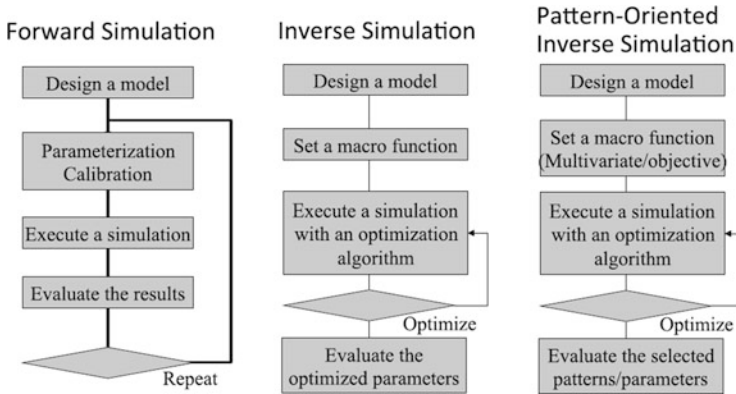 Forward Simulation
Design a model
Parameterization
Calibration
Execute a simulation
Evaluate the results
Repeat
Inverse Simulation
Design a model
Set a macro function
Execute a simulation
with an optimization
algorithm
Optimize
Evaluate the
optimized parameters
Pattern-Oriented
Inverse Simulation
Design a model
Set a macro function
(Multivariate/objective)
Execute a simulation
with an optimization
algorithm
Optimize
Evaluate the selected
patterns/parameters